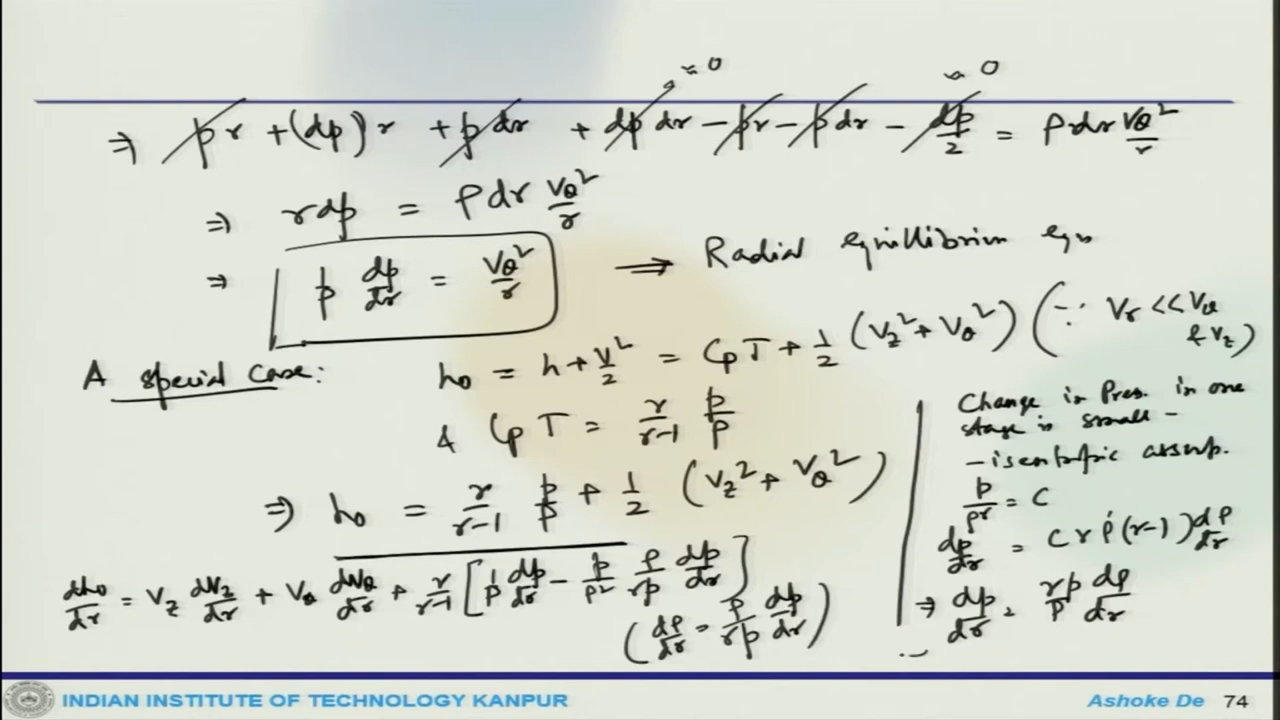 ⇒ pr + (dp)r + pdr + dp dr ≈ 0 - pr - pdr - dp/2 ≈ 0 = ρ dr Vθ²/r
⇒ r dp = ρ dr Vθ²/r
⇒ 1/ρ dp/dr = Vθ²/r ⟹ Radial equillibrium eqn
A special case: h₀ = h + V²/2 = CpT + 1/2 (Vz² + Vθ²) (∵ Vr << Vθ & Vz)
& CpT = γ/(γ-1) p/ρ
⇒ h₀ = γ/(γ-1) p/ρ + 1/2 (Vz² + Vθ²)
dh₀/dr = Vz dVz/dr + Vθ dVθ/dr + γ/(γ-1) [1/ρ dp/dr - p/ρ² ρ/γp dp/dr]
(dρ/dr = ρ/γp dp/dr)
Change in Pres. in one
stage is small -
- isentropic assump.
p/ρ^γ = C
dp/dr = C γ ρ^(γ-1) dρ/dr
⇒ dp/dr = γp/ρ dρ/dr
INDIAN INSTITUTE OF TECHNOLOGY KANPUR
Ashoke De 74